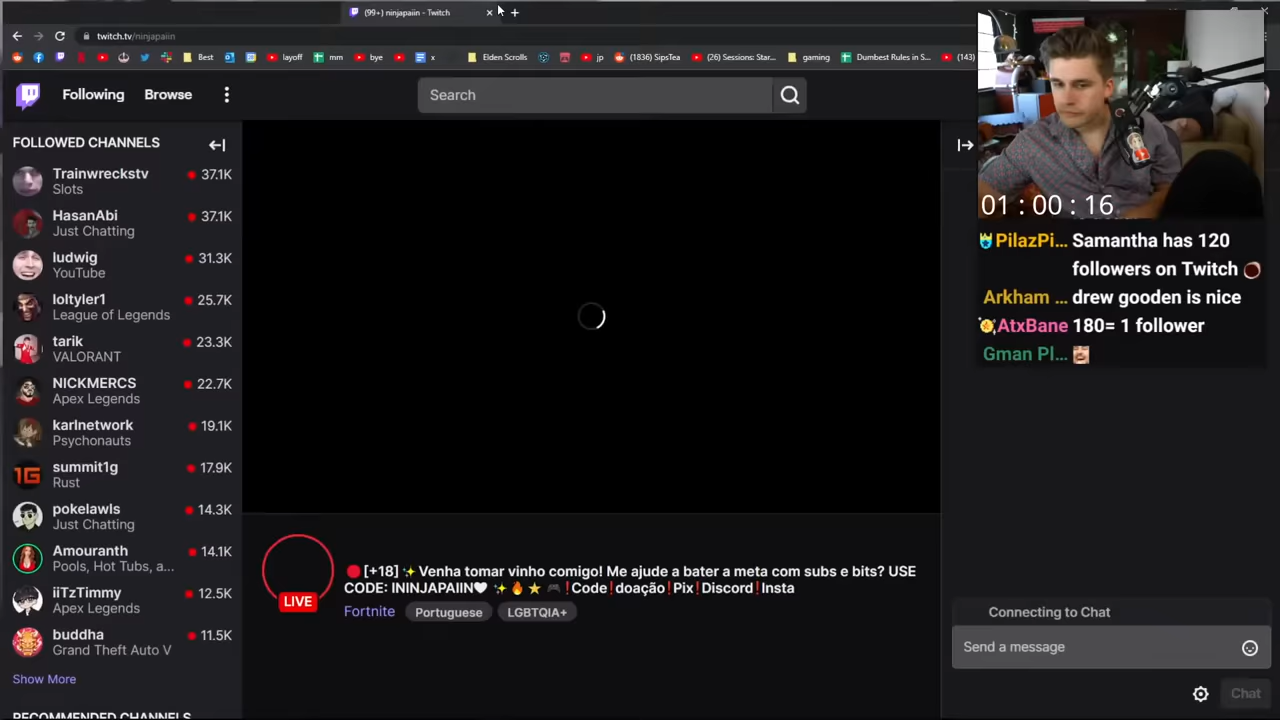 (99+) ninjapaiin - Twitch
twitch.tv/ninjapaiin
Best
layoff
mm
bye
x
Elden Scrolls
jp
(1836) SipsTea
(26) Sessions: Star...
gaming
Dumbest Rules in S...
(143)
Following
Browse
Search
FOLLOWED CHANNELS
Trainwreckstv 37.1K
Slots
HasanAbi 37.1K
Just Chatting
ludwig 31.3K
YouTube
loltyler1 25.7K
League of Legends
tarik 23.3K
VALORANT
NICKMERCS 22.7K
Apex Legends
karlnetwork 19.1K
Psychonauts
1G
summit1g 17.9K
Rust
pokelawls 14.3K
Just Chatting
Amouranth 14.1K
Pools, Hot Tubs, a...
iiTzTimmy 12.5K
Apex Legends
buddha 11.5K
Grand Theft Auto V
Show More
RECOMMENDED CHANNELS
🔴[+18]✨Venha tomar vinho comigo! Me ajude a bater a meta com subs e bits? USE
CODE: ININJAPAIIN🤍 ✨🔥⭐🎮❗Code❗doação❗Pix❗Discord❗Insta
LIVE
Fortnite
Portuguese
LGBTQIA+
01 : 00 : 16
PilazPi... Samantha has 120
followers on Twitch
Arkham ... drew gooden is nice
AtxBane 180= 1 follower
Gman Pl...
Connecting to Chat
Send a message
Chat